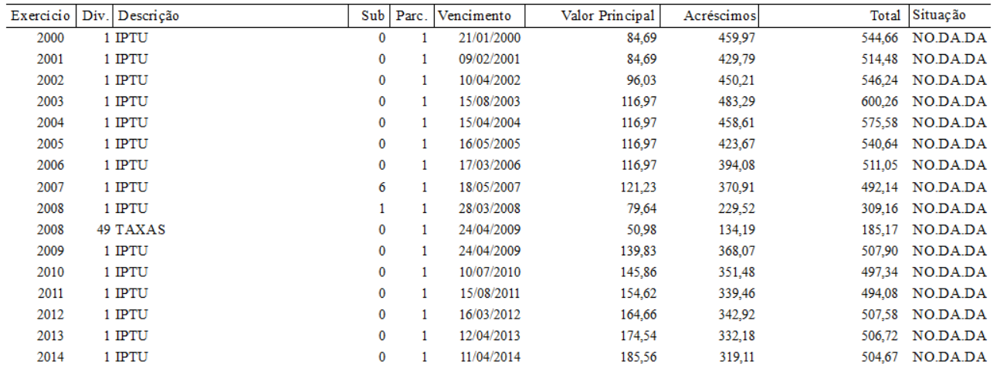 Exercicio Div. Descrição Sub Parc. Vencimento Valor Principal Acréscimos Total Situação
2000 1 IPTU 0 1 21/01/2000 84,69 459,97 544,66 NO.DA.DA
2001 1 IPTU 0 1 09/02/2001 84,69 429,79 514,48 NO.DA.DA
2002 1 IPTU 0 1 10/04/2002 96,03 450,21 546,24 NO.DA.DA
2003 1 IPTU 0 1 15/08/2003 116,97 483,29 600,26 NO.DA.DA
2004 1 IPTU 0 1 15/04/2004 116,97 458,61 575,58 NO.DA.DA
2005 1 IPTU 0 1 16/05/2005 116,97 423,67 540,64 NO.DA.DA
2006 1 IPTU 0 1 17/03/2006 116,97 394,08 511,05 NO.DA.DA
2007 1 IPTU 6 1 18/05/2007 121,23 370,91 492,14 NO.DA.DA
2008 1 IPTU 1 1 28/03/2008 79,64 229,52 309,16 NO.DA.DA
2008 49 TAXAS 0 1 24/04/2009 50,98 134,19 185,17 NO.DA.DA
2009 1 IPTU 0 1 24/04/2009 139,83 368,07 507,90 NO.DA.DA
2010 1 IPTU 0 1 10/07/2010 145,86 351,48 497,34 NO.DA.DA
2011 1 IPTU 0 1 15/08/2011 154,62 339,46 494,08 NO.DA.DA
2012 1 IPTU 0 1 16/03/2012 164,66 342,92 507,58 NO.DA.DA
2013 1 IPTU 0 1 12/04/2013 174,54 332,18 506,72 NO.DA.DA
2014 1 IPTU 0 1 11/04/2014 185,56 319,11 504,67 NO.DA.DA